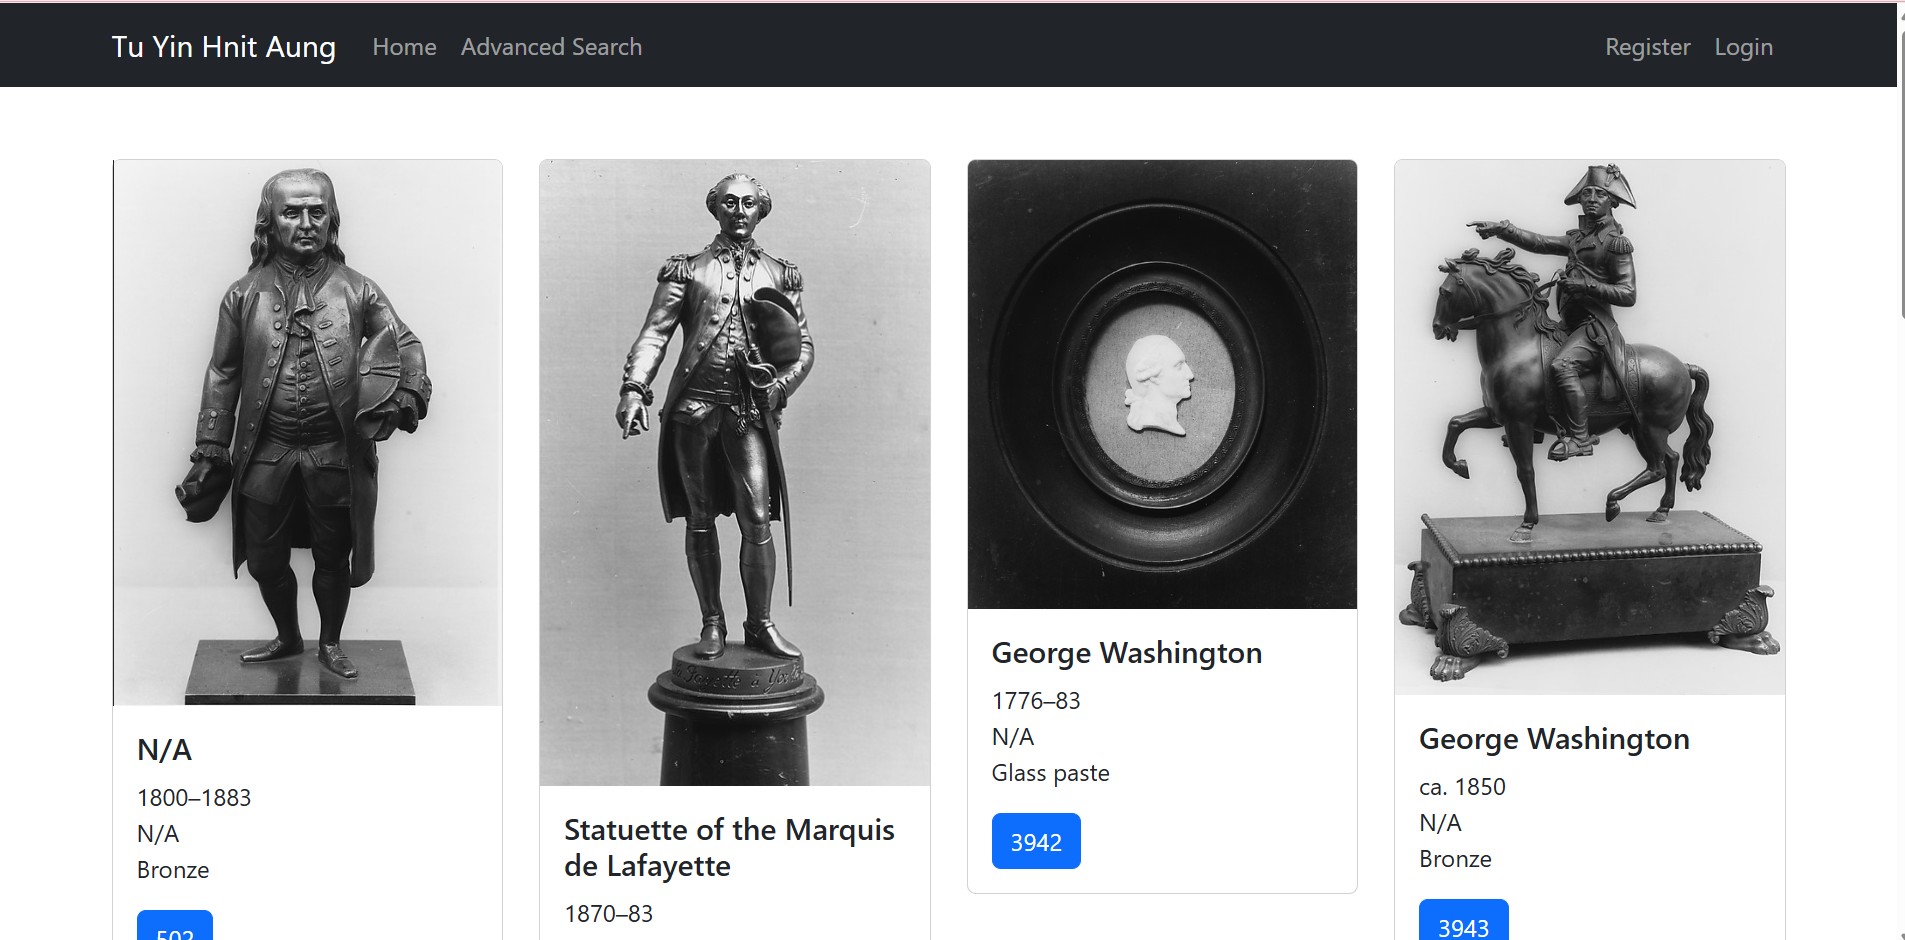 Tu Yin Hnit Aung Home Advanced Search Register Login
N/A
1800–1883
N/A
Bronze
502
Statuette of the Marquis
de Lafayette
1870–83
George Washington
1776–83
N/A
Glass paste
3942
George Washington
ca. 1850
N/A
Bronze
3943